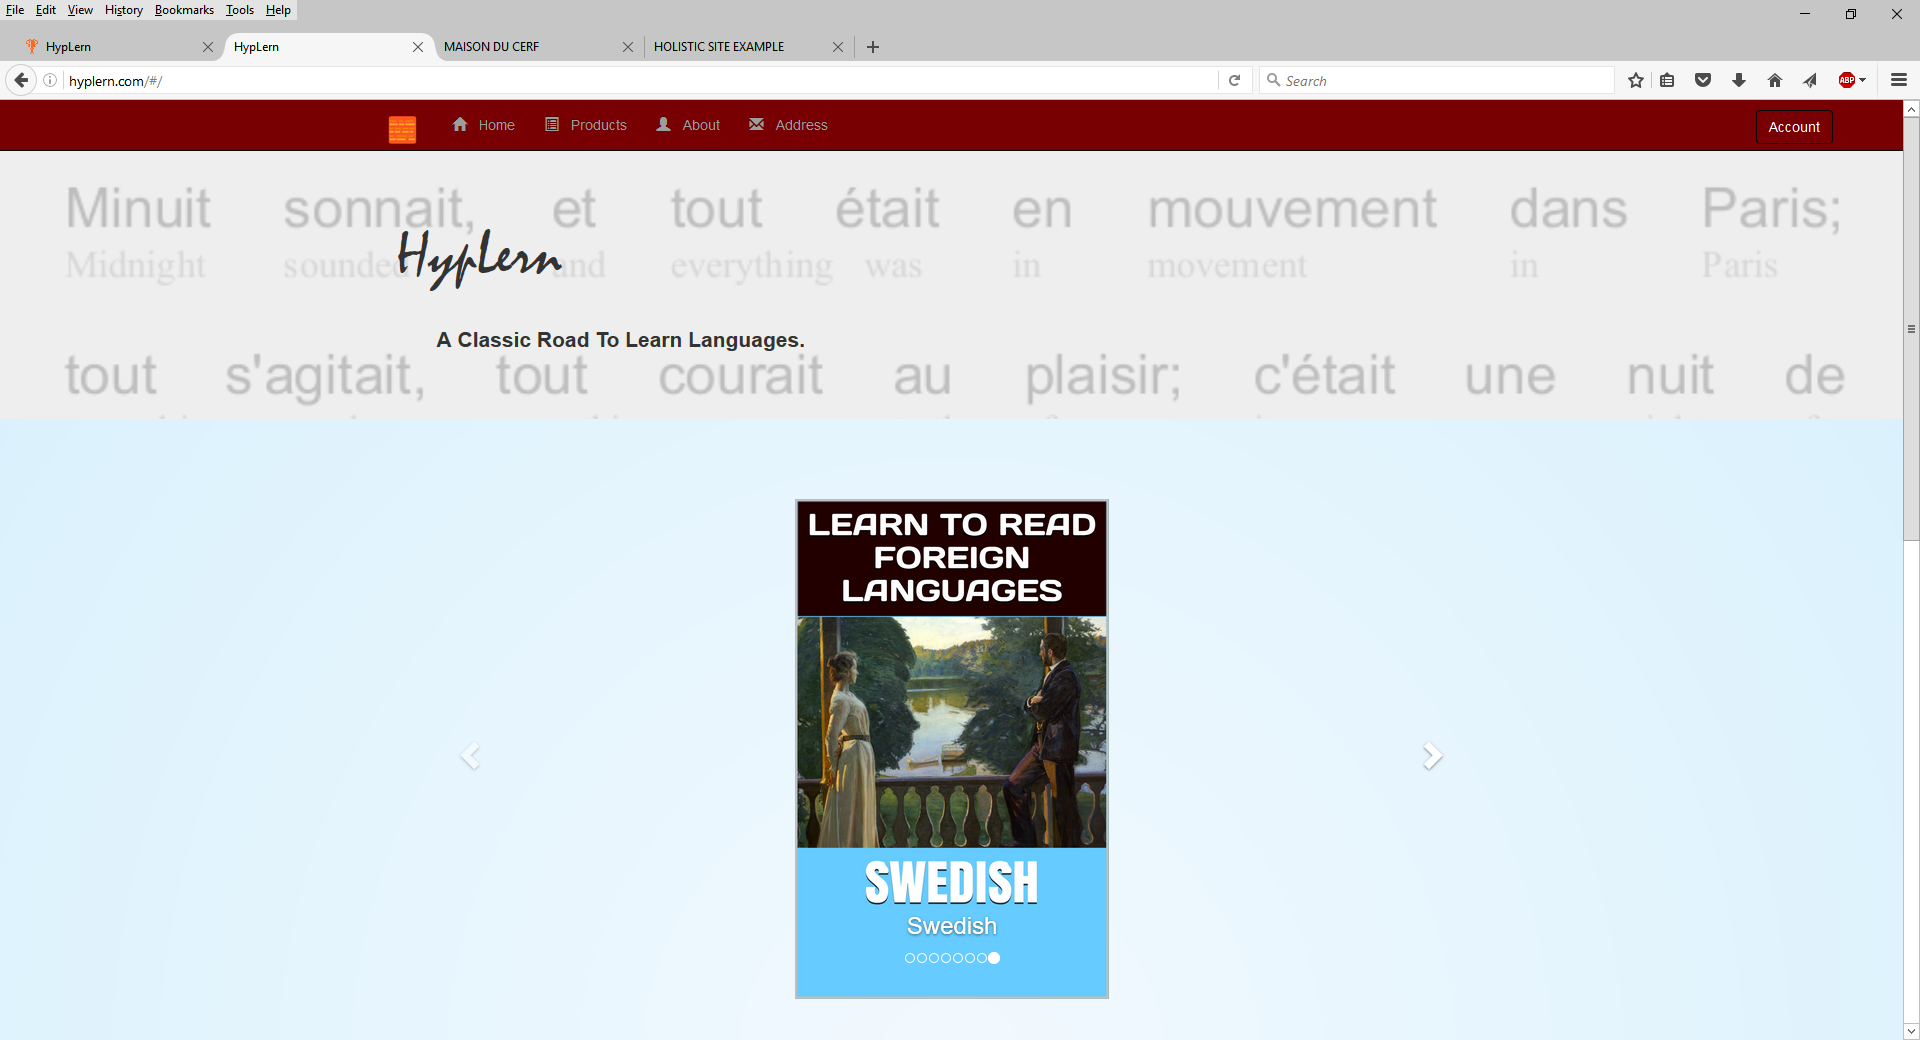 File Edit View History Bookmarks Tools Help
HypLern
HypLern
MAISON DU CERF
HOLISTIC SITE EXAMPLE
hyplern.com/#/
Search
ABP
Home Products About Address
Account
Minuit sonnait, et tout était en mouvement dans Paris;
Midnight sounded and everything was in movement in Paris
HypLern
A Classic Road To Learn Languages.
tout s'agitait, tout courait au plaisir; c'était une nuit de
LEARN TO READ
FOREIGN
LANGUAGES
SWEDISH
Swedish